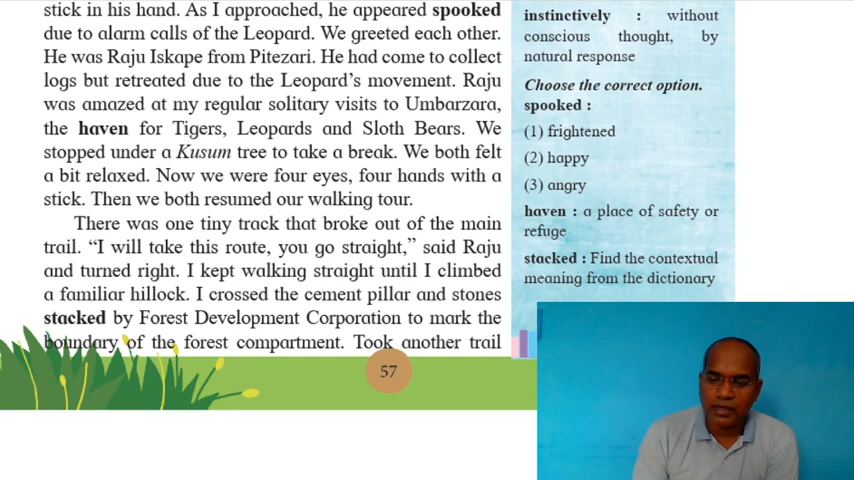 stick in his hand. As I approached, he appeared spooked
due to alarm calls of the Leopard. We greeted each other.
He was Raju Iskape from Pitezari. He had come to collect
logs but retreated due to the Leopard's movement. Raju
was amazed at my regular solitary visits to Umbarzara,
the haven for Tigers, Leopards and Sloth Bears. We
stopped under a Kusum tree to take a break. We both felt
a bit relaxed. Now we were four eyes, four hands with a
stick. Then we both resumed our walking tour.
There was one tiny track that broke out of the main
trail. “I will take this route, you go straight,” said Raju
and turned right. I kept walking straight until I climbed
a familiar hillock. I crossed the cement pillar and stones
stacked by Forest Development Corporation to mark the
boundary of the forest compartment. Took another trail
57
instinctively : without
conscious thought, by
natural response
Choose the correct option.
spooked :
(1) frightened
(2) happy
(3) angry
haven : a place of safety or
refuge
stacked : Find the contextual
meaning from the dictionary